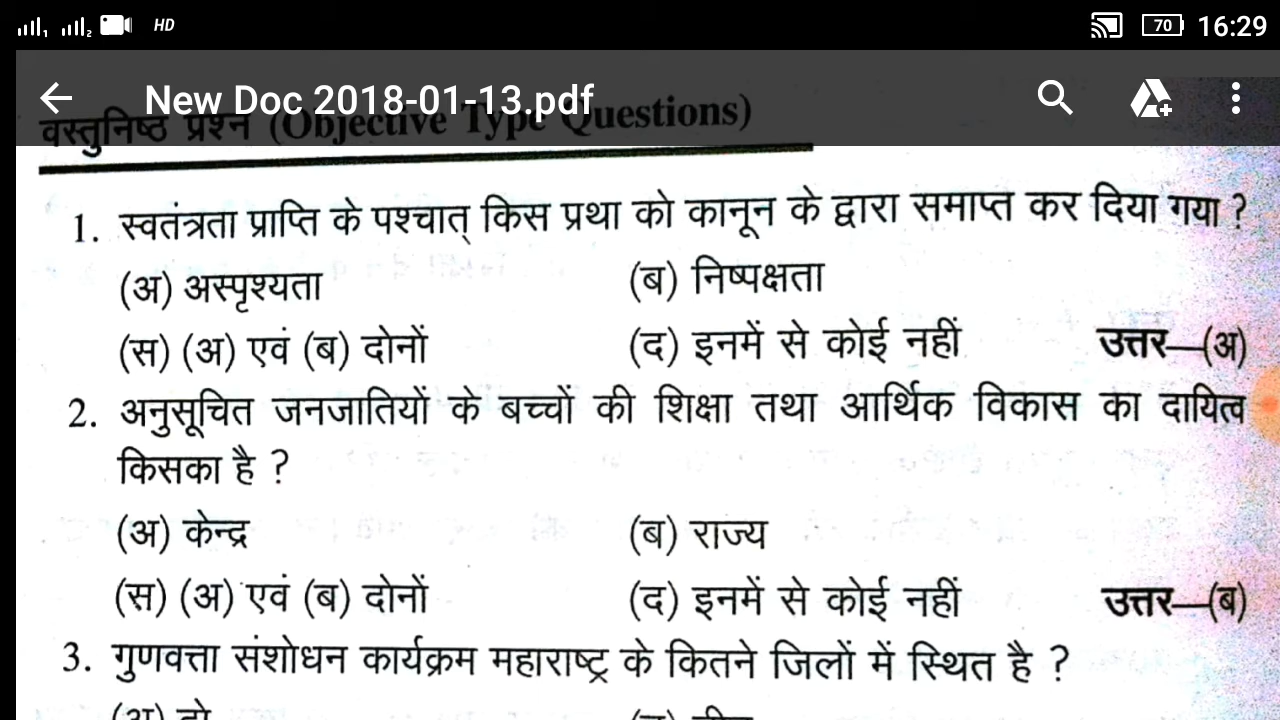 HD
70 16:29
New Doc 2018-01-13.pdf
वस्तुनिष्ठ प्रश्न (Objective Type Questions)
1. स्वतंत्रता प्राप्ति के पश्चात् किस प्रथा को कानून के द्वारा समाप्त कर दिया गया ?
(अ) अस्पृश्यता (ब) निष्पक्षता
(स) (अ) एवं (ब) दोनों (द) इनमें से कोई नहीं उत्तर—(अ)
2. अनुसूचित जनजातियों के बच्चों की शिक्षा तथा आर्थिक विकास का दायित्व
किसका है ?
(अ) केन्द्र (ब) राज्य
(स) (अ) एवं (ब) दोनों (द) इनमें से कोई नहीं उत्तर—(ब)
3. गुणवत्ता संशोधन कार्यक्रम महाराष्ट्र के कितने जिलों में स्थित है ?